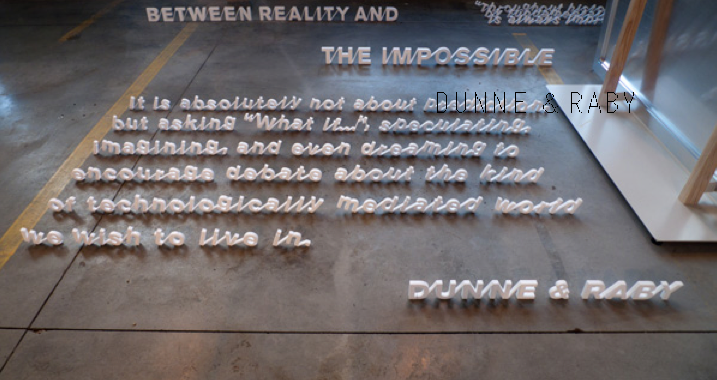 BETWEEN REALITY AND
THE IMPOSSIBLE
It is absolutely not about
DUNNE & RABY
but asking "What if...", speculating,
imagining, and even dreaming to
encourage debate about the kind
of technologically mediated world
we wish to live in.
DUNNE & RABY